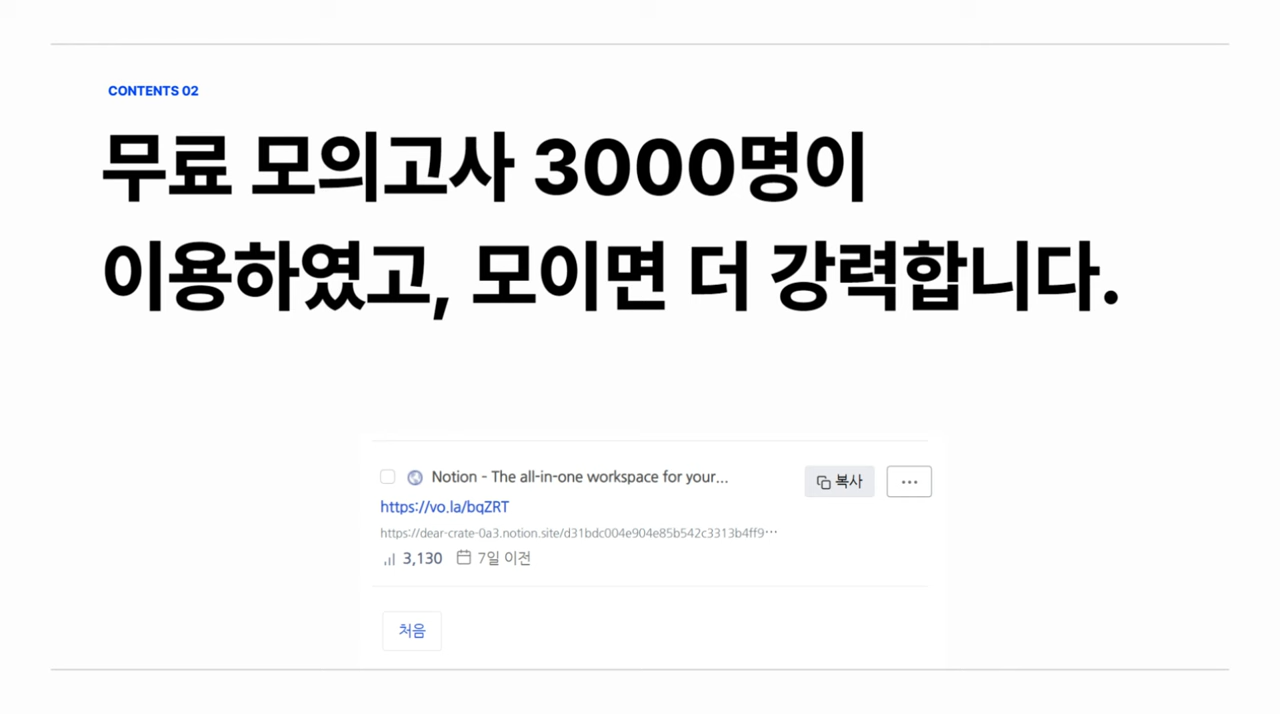 CONTENTS 02
무료 모의고사 3000명이
이용하였고, 모이면 더 강력합니다.
Notion - The all-in-one workspace for your...
복사
https://vo.la/bqZRT
https://dear-crate-0a3.notion.site/d31bdc004e904e85b542c3313b4ff9...
3,130 7일 이전
처음